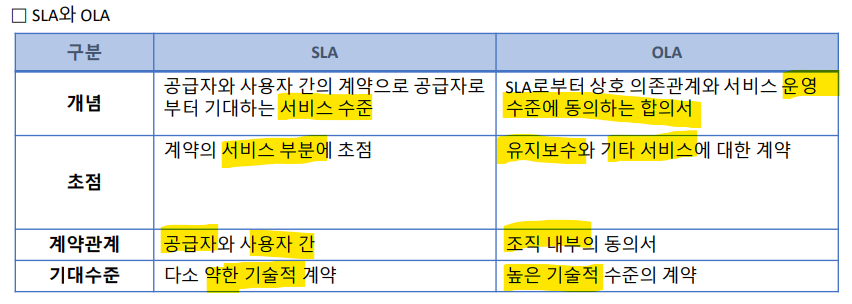 □ SLA와 OLA
구분 SLA OLA
개념 공급자와 사용자 간의 계약으로 공급자로 SLA로부터 상호 의존관계와 서비스 운영
부터 기대하는 서비스 수준 수준에 동의하는 합의서
초점 계약의 서비스 부분에 초점 유지보수와 기타 서비스에 대한 계약
계약관계 공급자와 사용자 간 조직 내부의 동의서
기대수준 다소 약한 기술적 계약 높은 기술적 수준의 계약